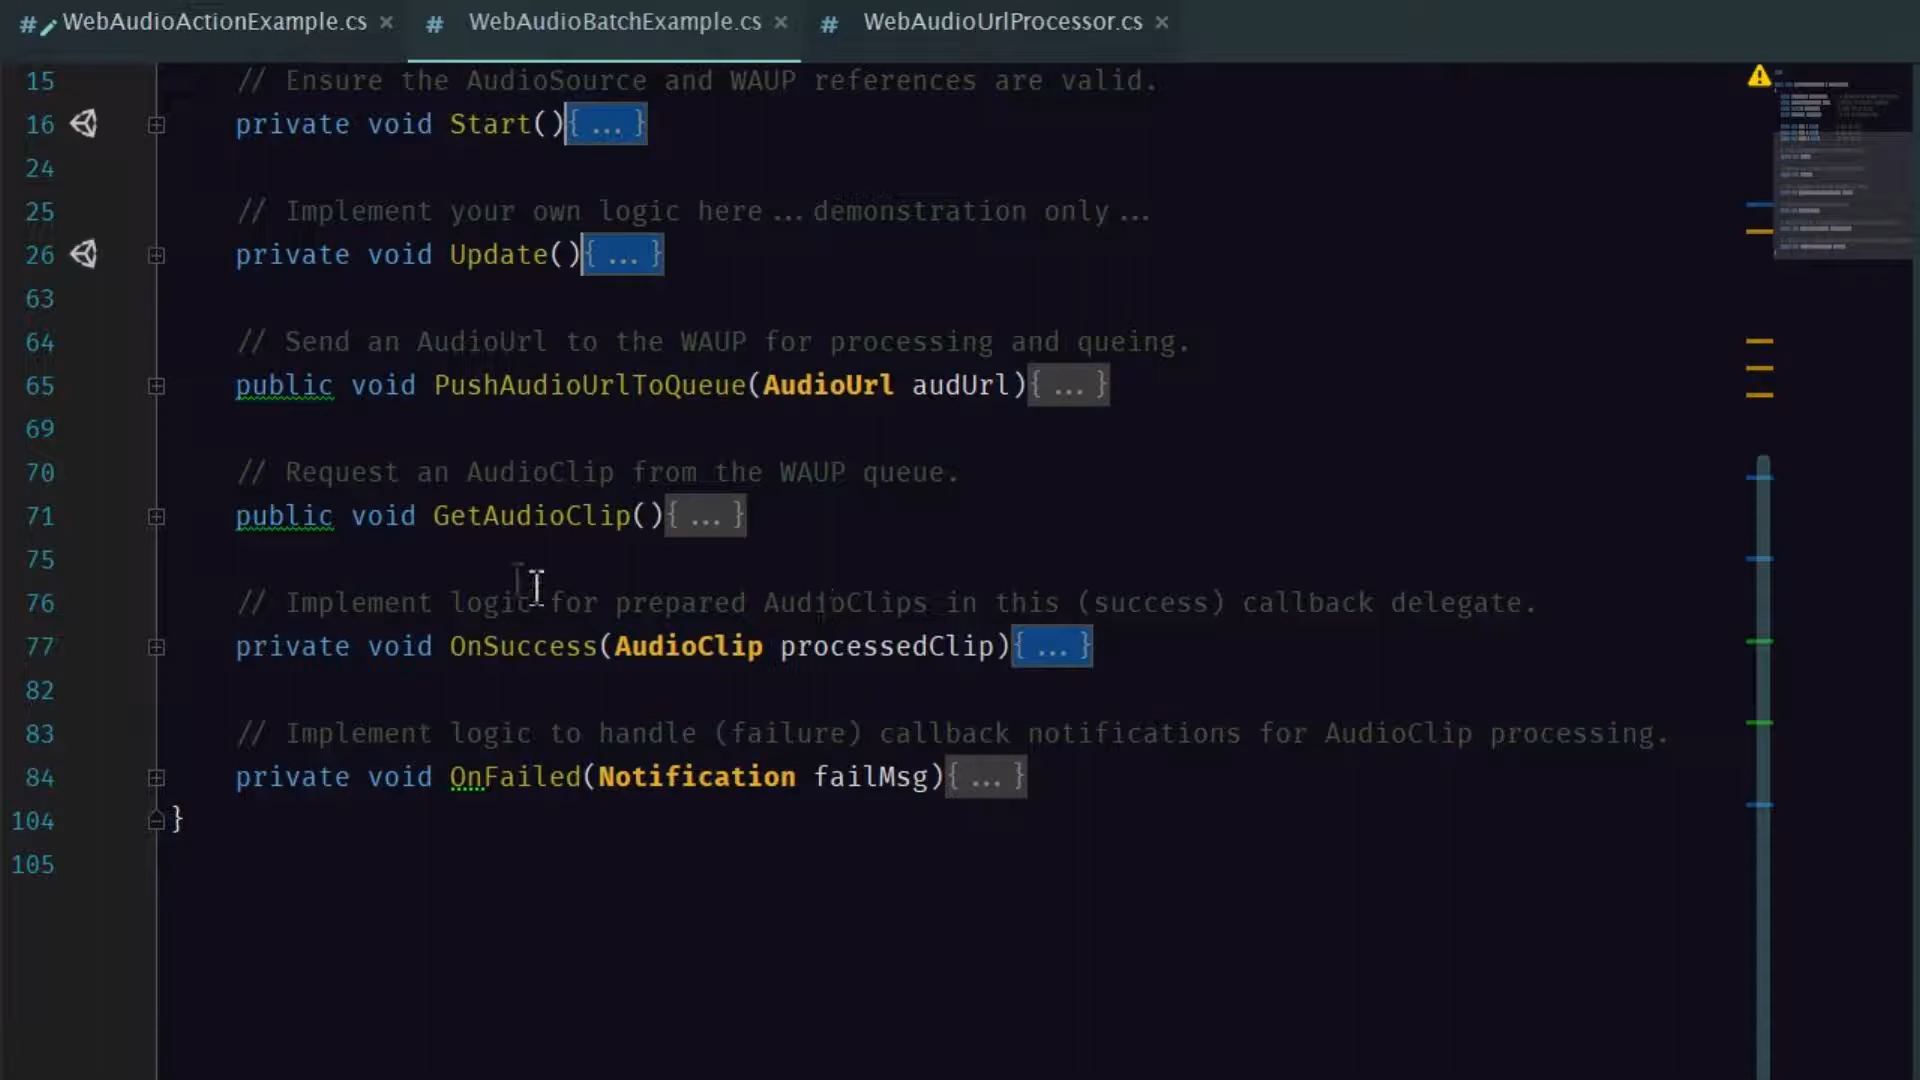 # WebAudioActionExample.cs × # WebAudioBatchExample.cs × # WebAudioUrlProcessor.cs ×
15 // Ensure the AudioSource and WAUP references are valid.
16 private void Start(){ ... }
24
25 // Implement your own logic here ... demonstration only ...
26 private void Update(){ ... }
63
64 // Send an AudioUrl to the WAUP for processing and queing.
65 public void PushAudioUrlToQueue(AudioUrl audUrl){ ... }
69
70 // Request an AudioClip from the WAUP queue.
71 public void GetAudioClip(){ ... }
75
76 // Implement logic for prepared AudioClips in this (success) callback delegate.
77 private void OnSuccess(AudioClip processedClip){ ... }
82
83 // Implement logic to handle (failure) callback notifications for AudioClip processing.
84 private void OnFailed(Notification failMsg){ ... }
104 }
105